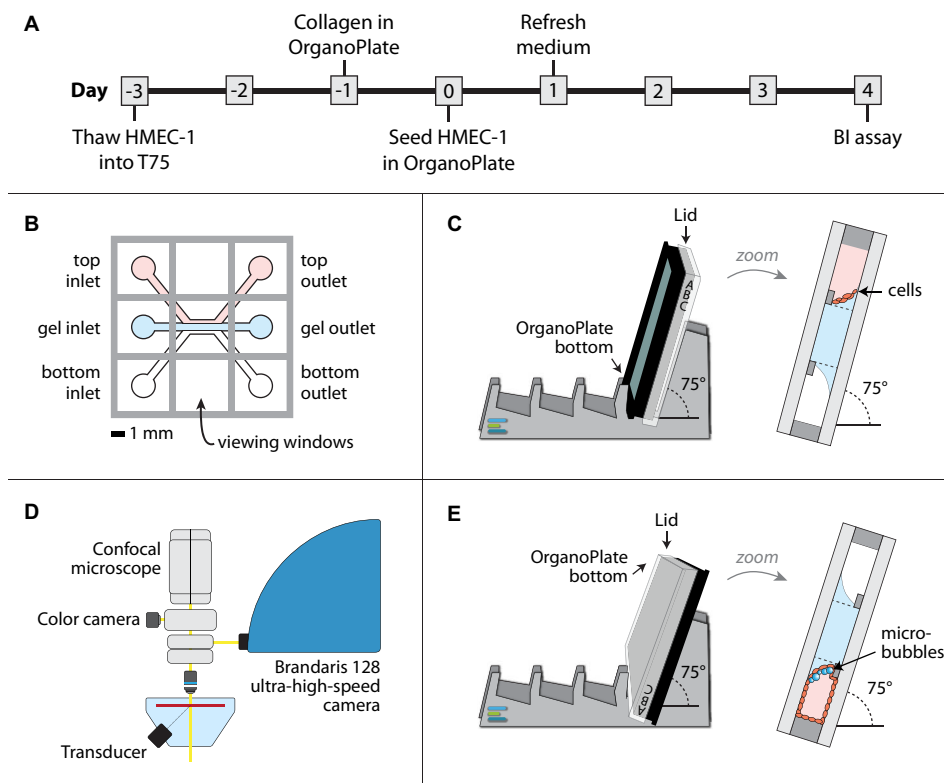 A
Collagen in
OrganoPlate
Refresh
medium
Day
-3
-2
-1
0
1
2
3
4
Thaw HMEC-1
into T75
Seed HMEC-1
in OrganoPlate
BI assay
B
top
inlet
top
outlet
gel inlet
gel outlet
bottom
inlet
bottom
outlet
1 mm
viewing windows
C
Lid
A
B
C
OrganoPlate
bottom
75°
zoom
cells
75°
D
Confocal
microscope
Color camera
Brandaris 128
ultra-high-speed
camera
Transducer
E
Lid
OrganoPlate
bottom
C
B
A
75°
zoom
micro-
bubbles
75°